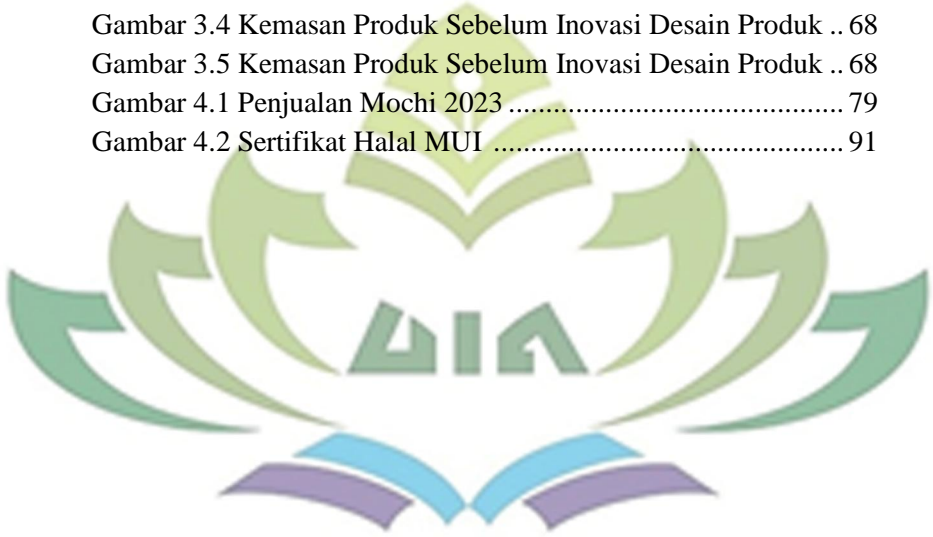 Gambar 3.4 Kemasan Produk Sebelum Inovasi Desain Produk .. 68
Gambar 3.5 Kemasan Produk Sebelum Inovasi Desain Produk .. 68
Gambar 4.1 Penjualan Mochi 2023 ............................................. 79
Gambar 4.2 Sertifikat Halal MUI ............................................... 91